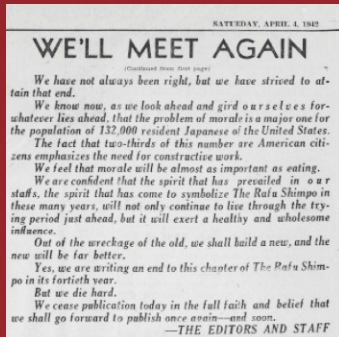 SATURDAY, APRIL 4, 1942
WE'LL MEET AGAIN
(Continued from first page)
We have not always been right, but we have strived to at-
tain that end.
We know now, as we look ahead and gird ourselves for-
whatever lies ahead, that the problem of morale is a major one for
the population of 132,000 resident Japanese of the United States.
The fact that two-thirds of this number are American citi-
zens emphasizes the need for constructive work.
We feel that morale will be almost as important as eating.
We are confident that the spirit that has prevailed in our
staffs, the spirit that has come to symbolize The Rafu Shimpo in
these many years, will not only continue to live through the try-
ing period just ahead, but it will exert a healthy and wholesome
influence.
Out of the wreckage of the old, we shall build a new, and the
new will be far better.
Yes, we are writing an end to this chapter of The Rafu Shim-
po in its fortieth year.
But we die hard.
We cease publication today in the full faith and belief that
we shall go forward to publish once again—and soon.
—THE EDITORS AND STAFF